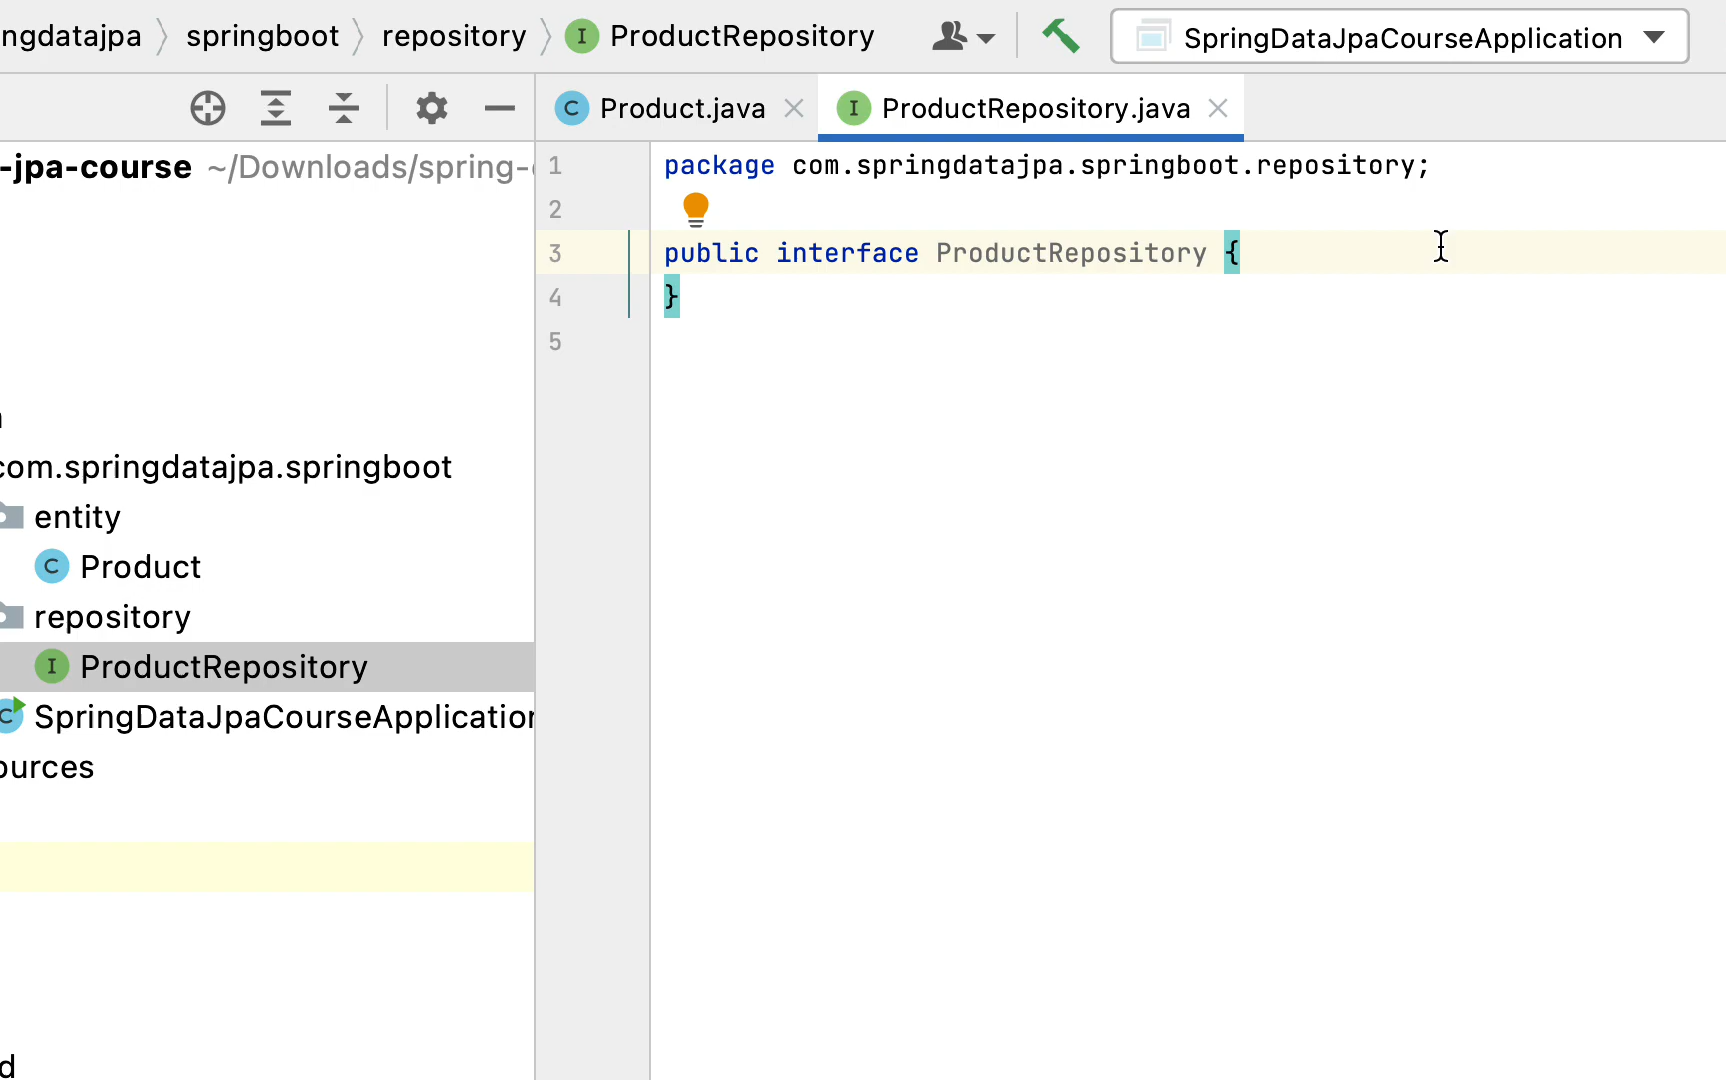 ngdatajpa springboot repository I ProductRepository SpringDataJpaCourseApplication
C Product.java I ProductRepository.java
-jpa-course ~/Downloads/spring-
com.springdatajpa.springboot
entity
C Product
repository
I ProductRepository
C SpringDataJpaCourseApplication
ources
d
1 package com.springdatajpa.springboot.repository;
2
3 public interface ProductRepository {
4 }
5